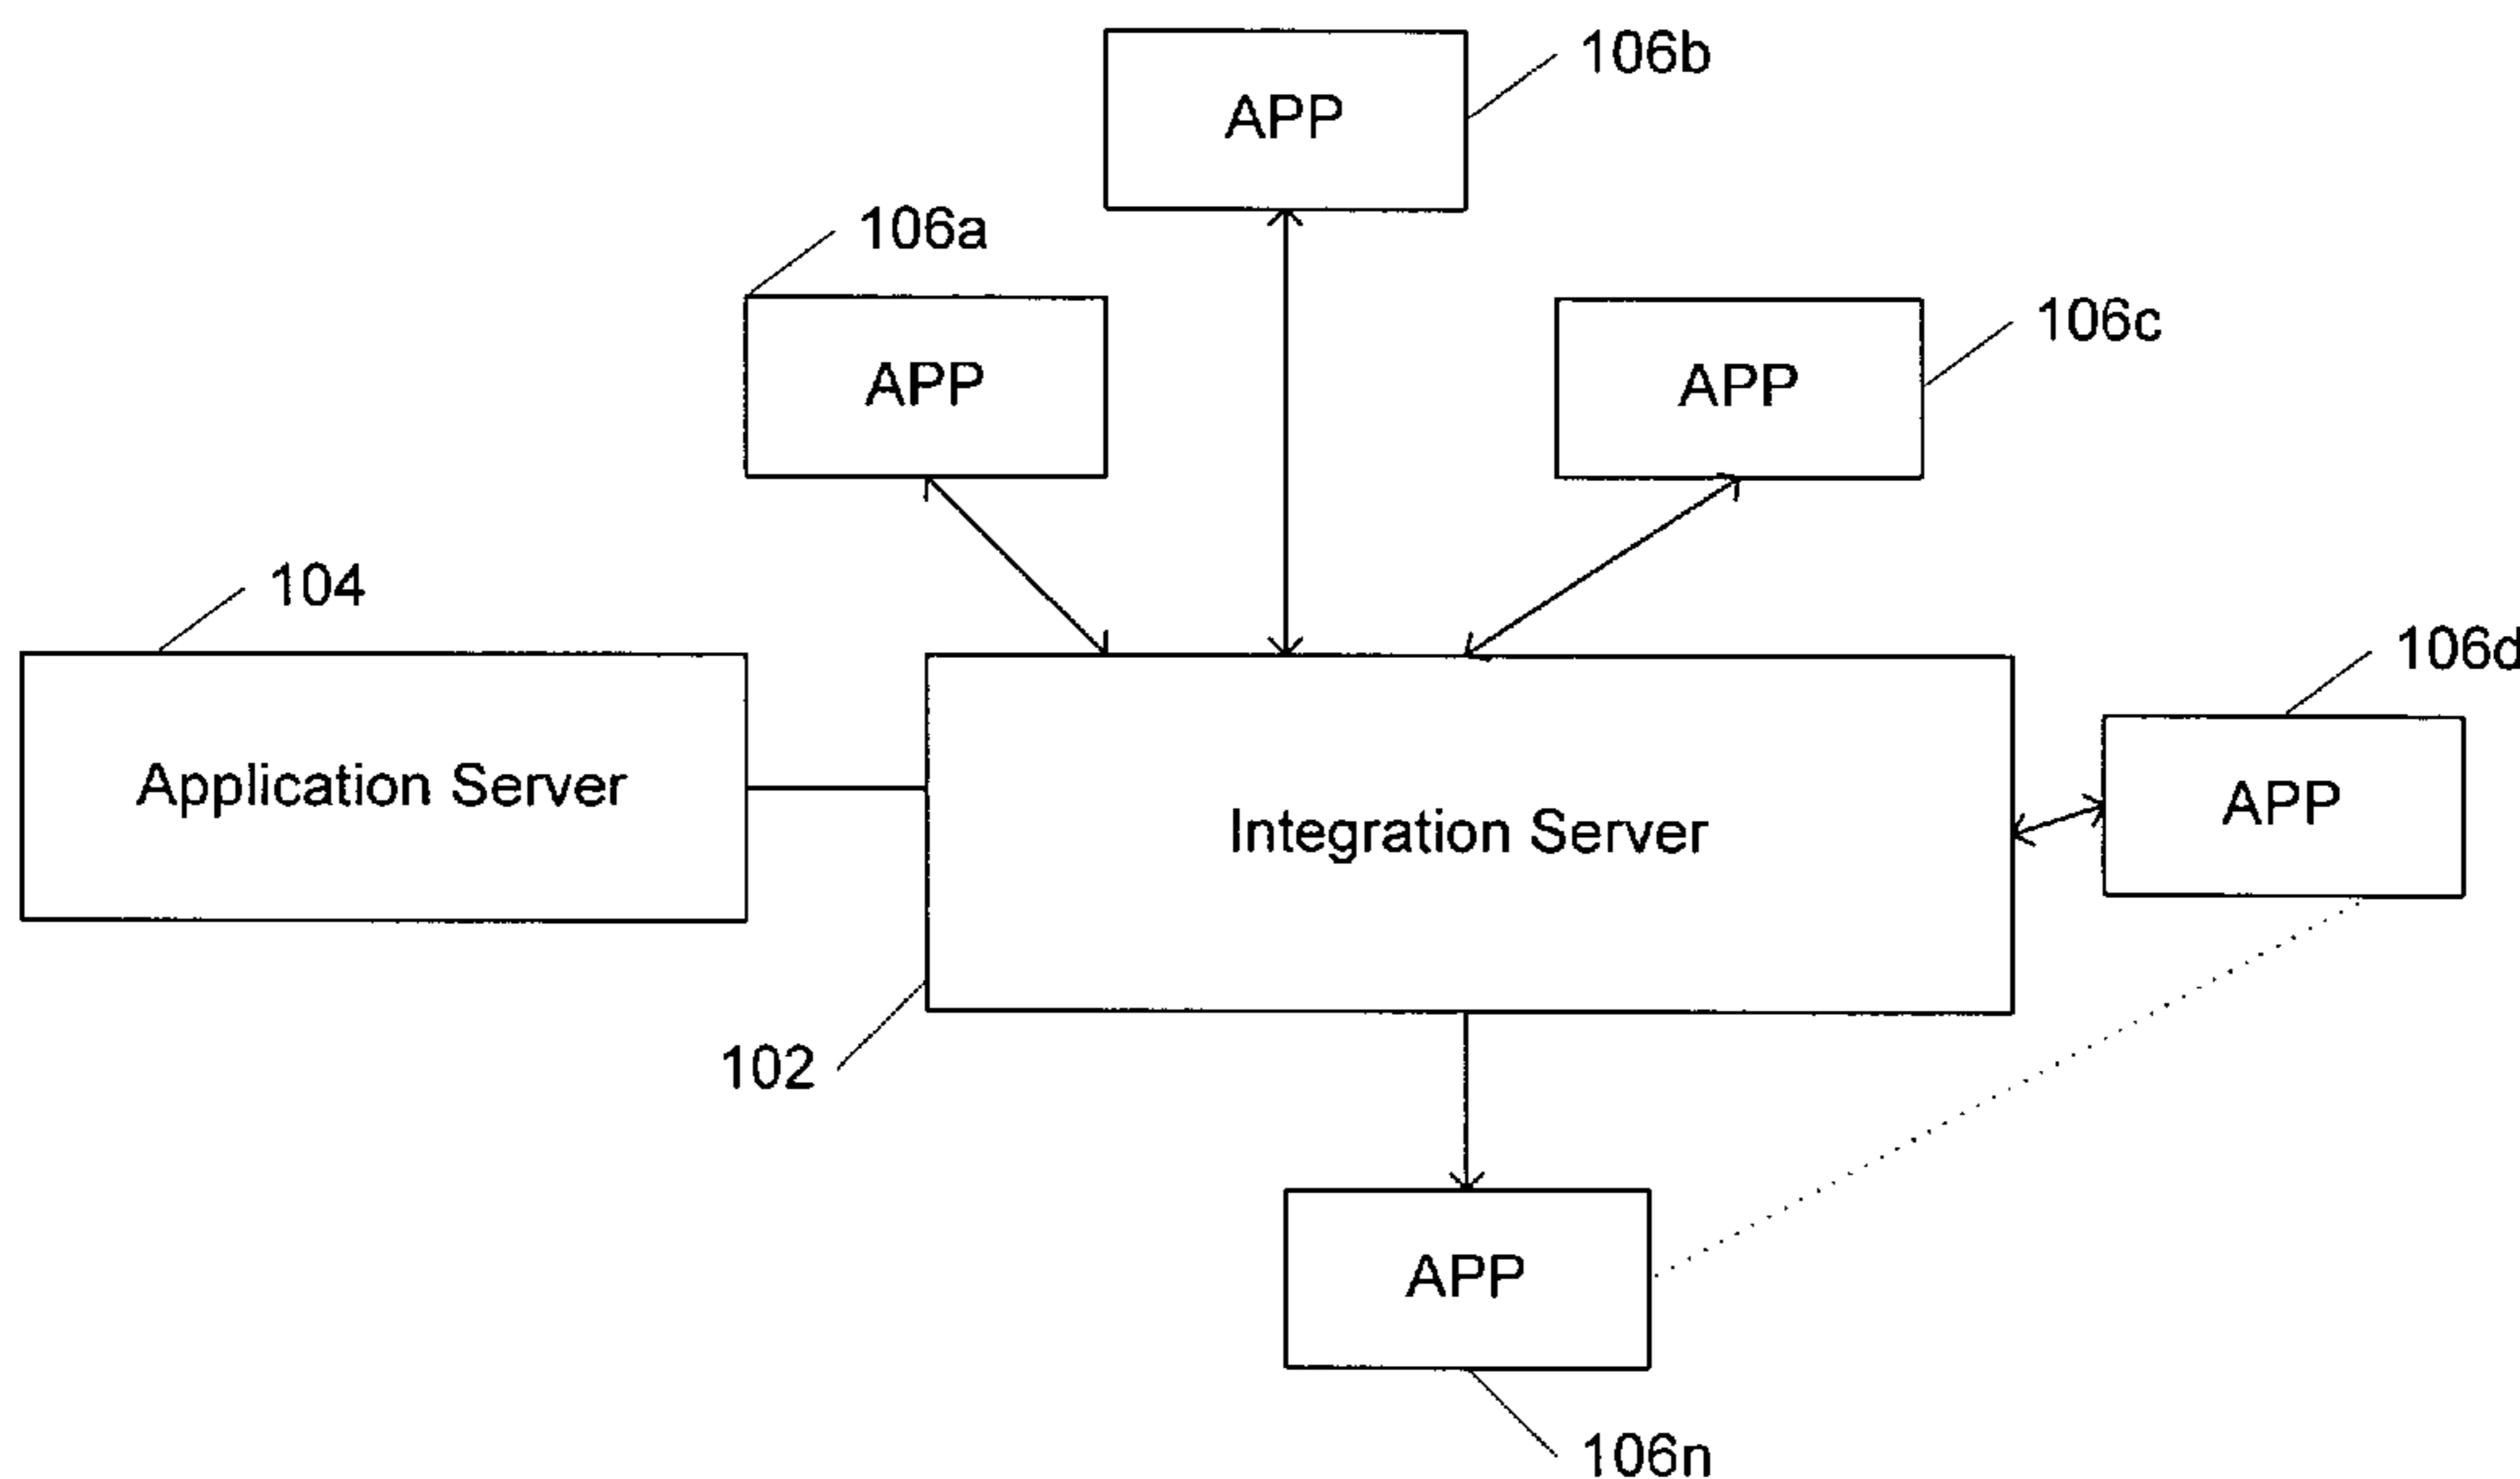 106b
APP
106a
APP
106c
APP
104
106d
Application Server
Integration Server
APP
102
APP
106n